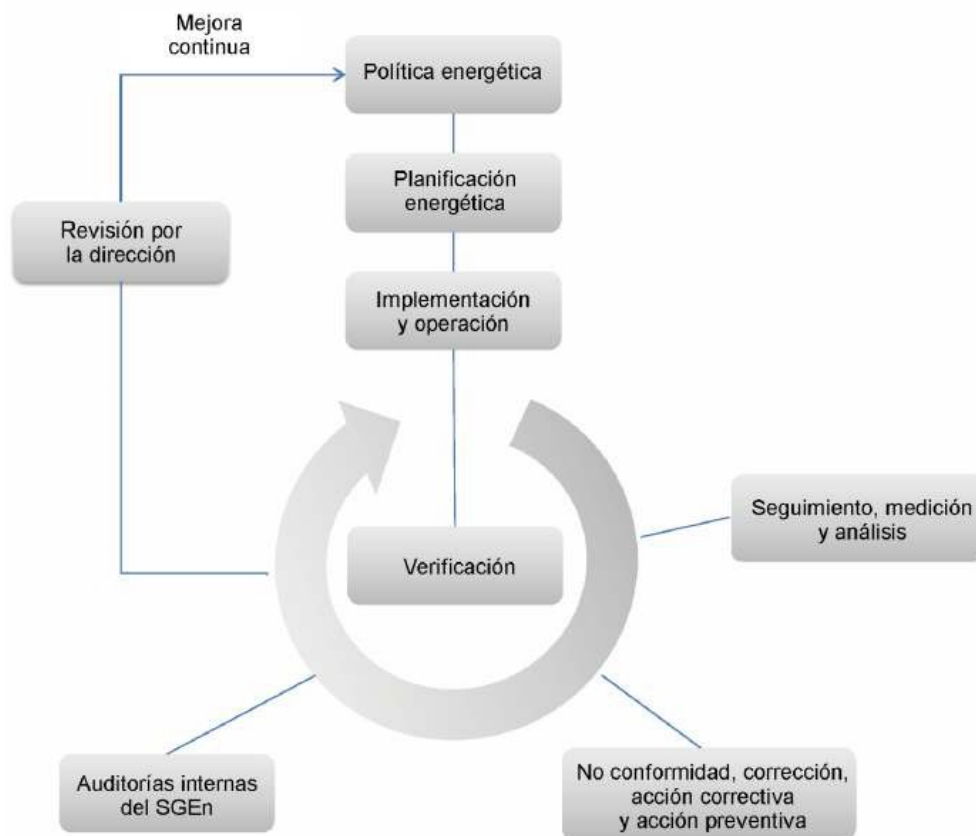 Mejora
continua
Política energética
Planificación
energética
Revisión por
la dirección
Implementación
y operación
Seguimiento, medición
y análisis
Verificación
Auditorías internas
del SGEn
No conformidad, corrección,
acción correctiva
y acción preventiva